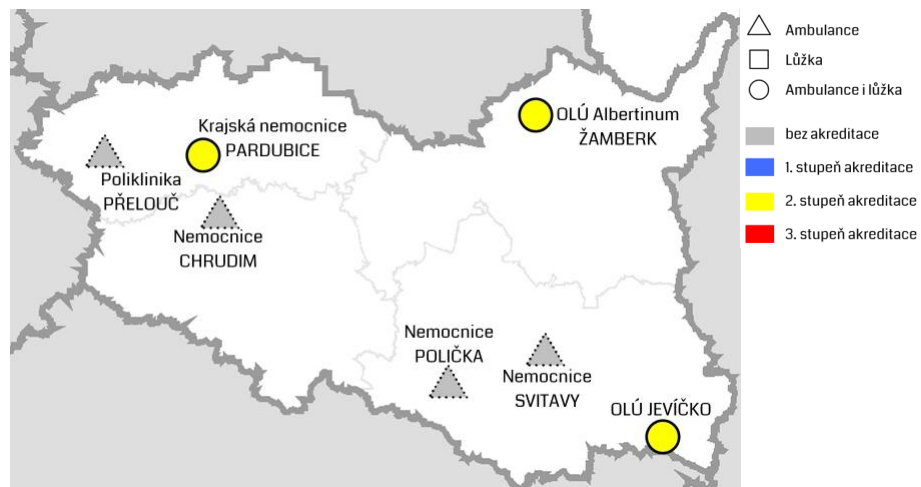 Krajská nemocnice
PARDUBICE
OLÚ Albertinum
ŽAMBERK
Poliklinika
PŘELOUČ
Nemocnice
CHRUDIM
Nemocnice
POLIČKA
Nemocnice
SVITAVY
OLÚ JEVÍČKO
Ambulance
Lůžka
Ambulance i lůžka
bez akreditace
1. stupeň akreditace
2. stupeň akreditace
3. stupeň akreditace